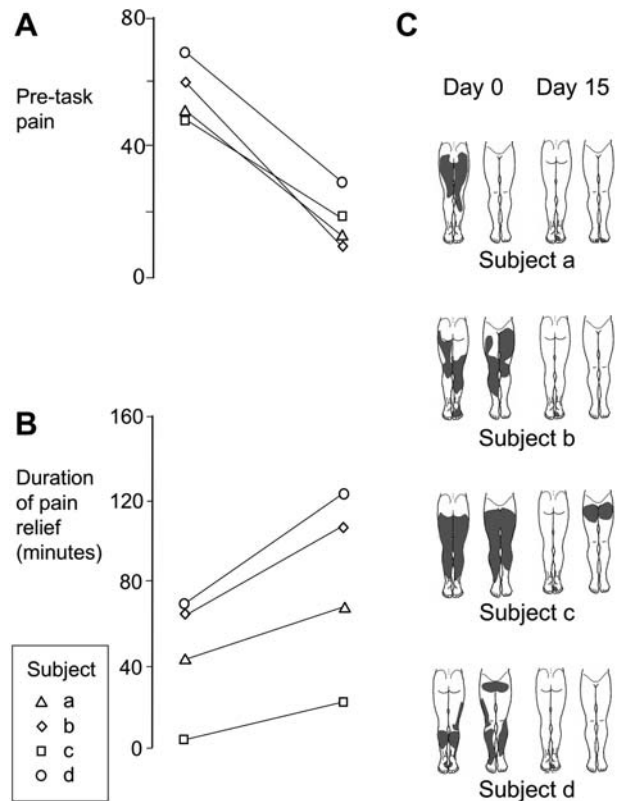 A
Pre-task
pain
80
40
0
B
Duration
of pain
relief
(minutes)
160
120
80
40
0
Subject
a
b
c
d
C
Day 0 Day 15
Subject a
Subject b
Subject c
Subject d